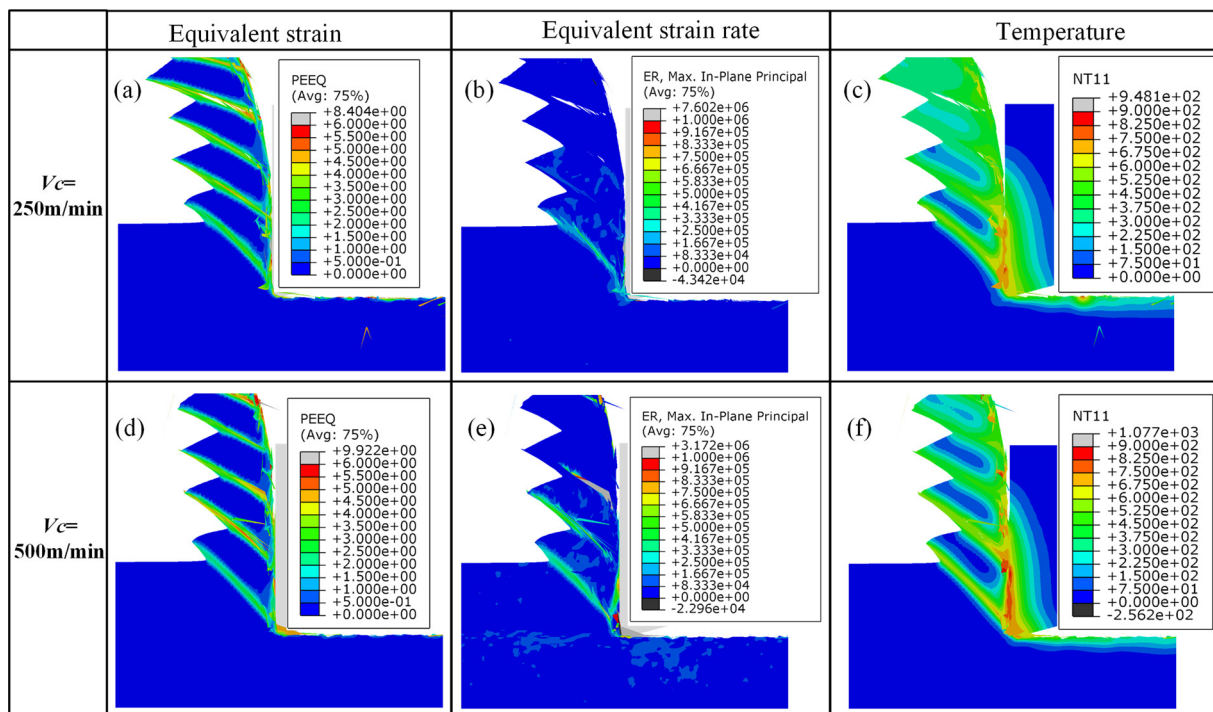 Equivalent strain
Equivalent strain rate
Temperature
Vc=
250m/min
(a)
PEEQ
(Avg: 75%)
+8.404e+00
+6.000e+00
+5.500e+00
+5.000e+00
+4.500e+00
+4.000e+00
+3.500e+00
+3.000e+00
+2.500e+00
+2.000e+00
+1.500e+00
+1.000e+00
+5.000e-01
+0.000e+00
(b)
ER, Max. In-Plane Principal
(Avg: 75%)
+7.602e+06
+1.000e+06
+9.167e+05
+8.333e+05
+7.500e+05
+6.667e+05
+5.833e+05
+5.000e+05
+4.167e+05
+3.333e+05
+2.500e+05
+1.667e+05
+8.333e+04
+0.000e+00
-4.342e+04
(c)
NT11
+9.481e+02
+9.000e+02
+8.250e+02
+7.500e+02
+6.750e+02
+6.000e+02
+5.250e+02
+4.500e+02
+3.750e+02
+3.000e+02
+2.250e+02
+1.500e+02
+7.500e+01
+0.000e+00
Vc=
500m/min
(d)
PEEQ
(Avg: 75%)
+9.922e+00
+6.000e+00
+5.500e+00
+5.000e+00
+4.500e+00
+4.000e+00
+3.500e+00
+3.000e+00
+2.500e+00
+2.000e+00
+1.500e+00
+1.000e+00
+5.000e-01
+0.000e+00
(e)
ER, Max. In-Plane Principal
(Avg: 75%)
+3.172e+06
+1.000e+06
+9.167e+05
+8.333e+05
+7.500e+05
+6.667e+05
+5.833e+05
+5.000e+05
+4.167e+05
+3.333e+05
+2.500e+05
+1.667e+05
+8.333e+04
+0.000e+00
-2.296e+04
(f)
NT11
+1.077e+03
+9.000e+02
+8.250e+02
+7.500e+02
+6.750e+02
+6.000e+02
+5.250e+02
+4.500e+02
+3.750e+02
+3.000e+02
+2.250e+02
+1.500e+02
+7.500e+01
+0.000e+00
-2.562e+02